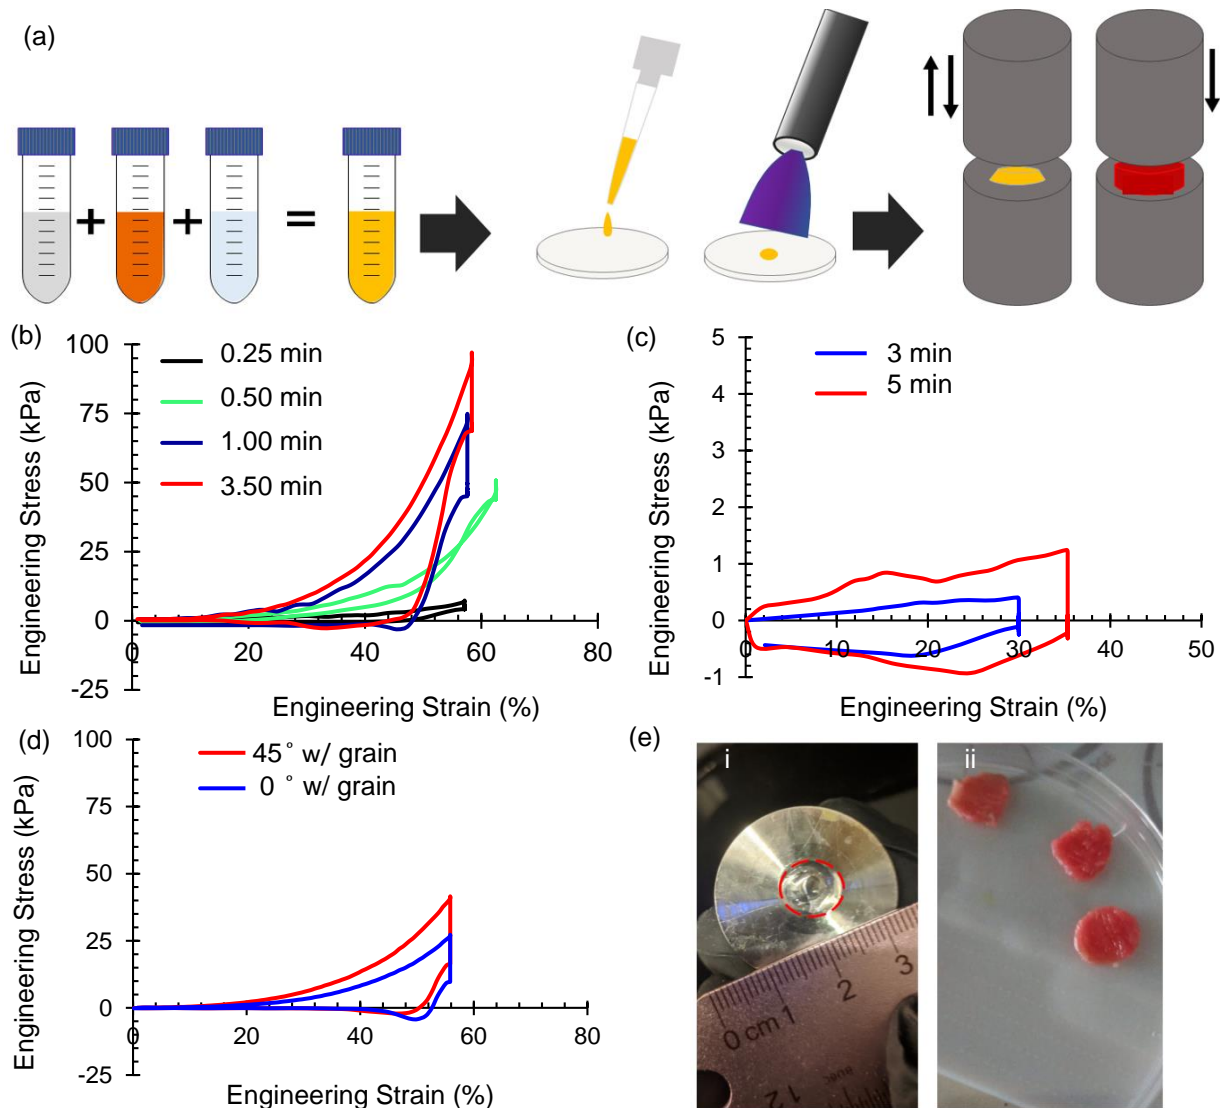 (a)
+ + =
(b)
100
75
50
25
0
-25
0.25 min
0.50 min
1.00 min
3.50 min
20 40 60 80
Engineering Stress (kPa)
Engineering Strain (%)
(c)
5
4
3
2
1
0
-1
3 min
5 min
0 10 20 30 40 50
Engineering Stress (kPa)
Engineering Strain (%)
(d)
100
75
50
25
0
-25
45° w/ grain
0 ° w/ grain
0 20 40 60 80
Engineering Stress (kPa)
Engineering Strain (%)
(e)
i
ii
0 cm 1 2 3
12